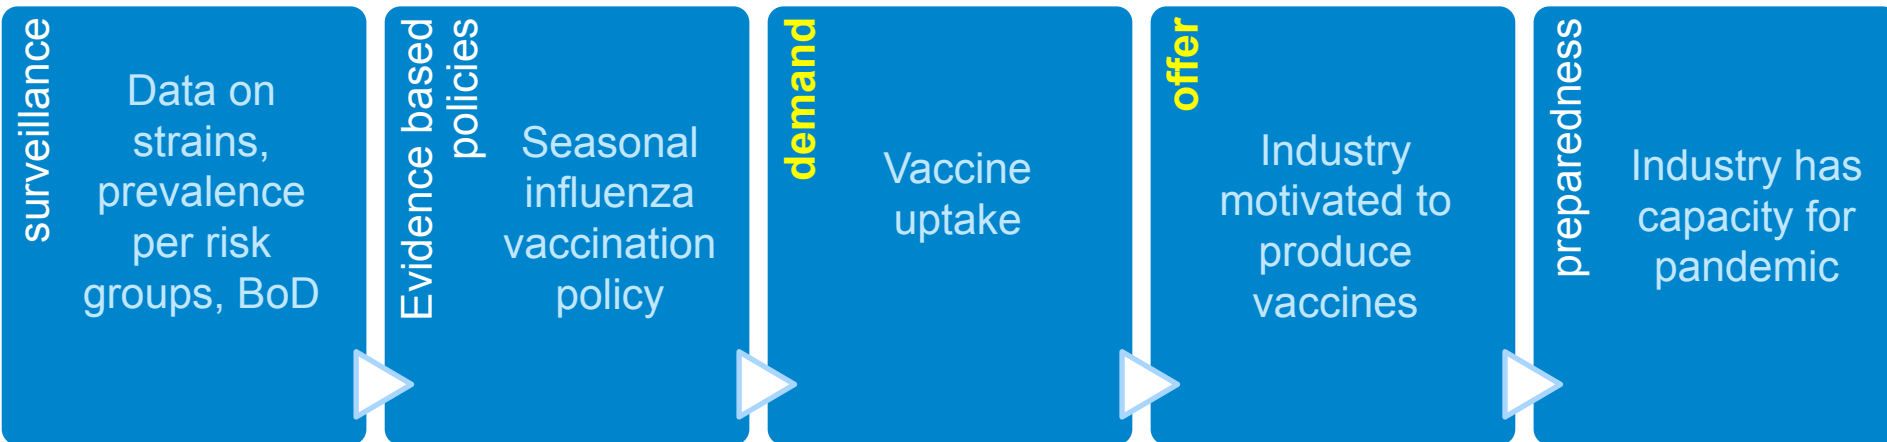 surveillance
Data on
strains,
prevalence
per risk
groups, BoD
Evidence based
policies
Seasonal
influenza
vaccination
policy
demand
Vaccine
uptake
offer
Industry
motivated to
produce
vaccines
preparedness
Industry has
capacity for
pandemic